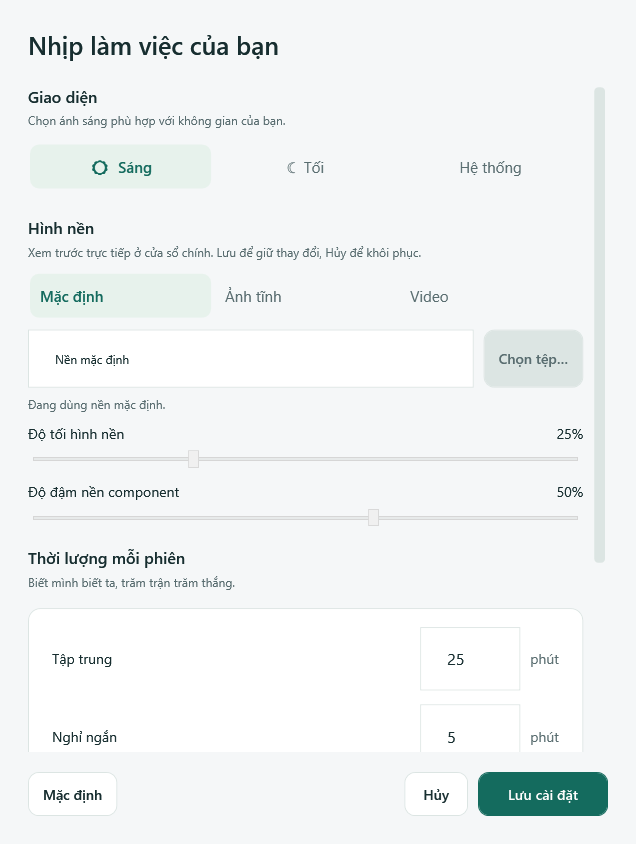 Nhịp làm việc của bạn
Giao diện
Chọn ánh sáng phù hợp với không gian của bạn.
Sáng
☾ Tối
Hệ thống
Hình nền
Xem trước trực tiếp ở cửa sổ chính. Lưu để giữ thay đổi, Hủy để khôi phục.
Mặc định
Ảnh tĩnh
Video
Nền mặc định
Chọn tệp...
Đang dùng nền mặc định.
Độ tối hình nền
25%
Độ đậm nền component
50%
Thời lượng mỗi phiên
Biết mình biết ta, trăm trận trăm thắng.
Tập trung
25
phút
Nghỉ ngắn
5
phút
Mặc định
Hủy
Lưu cài đặt